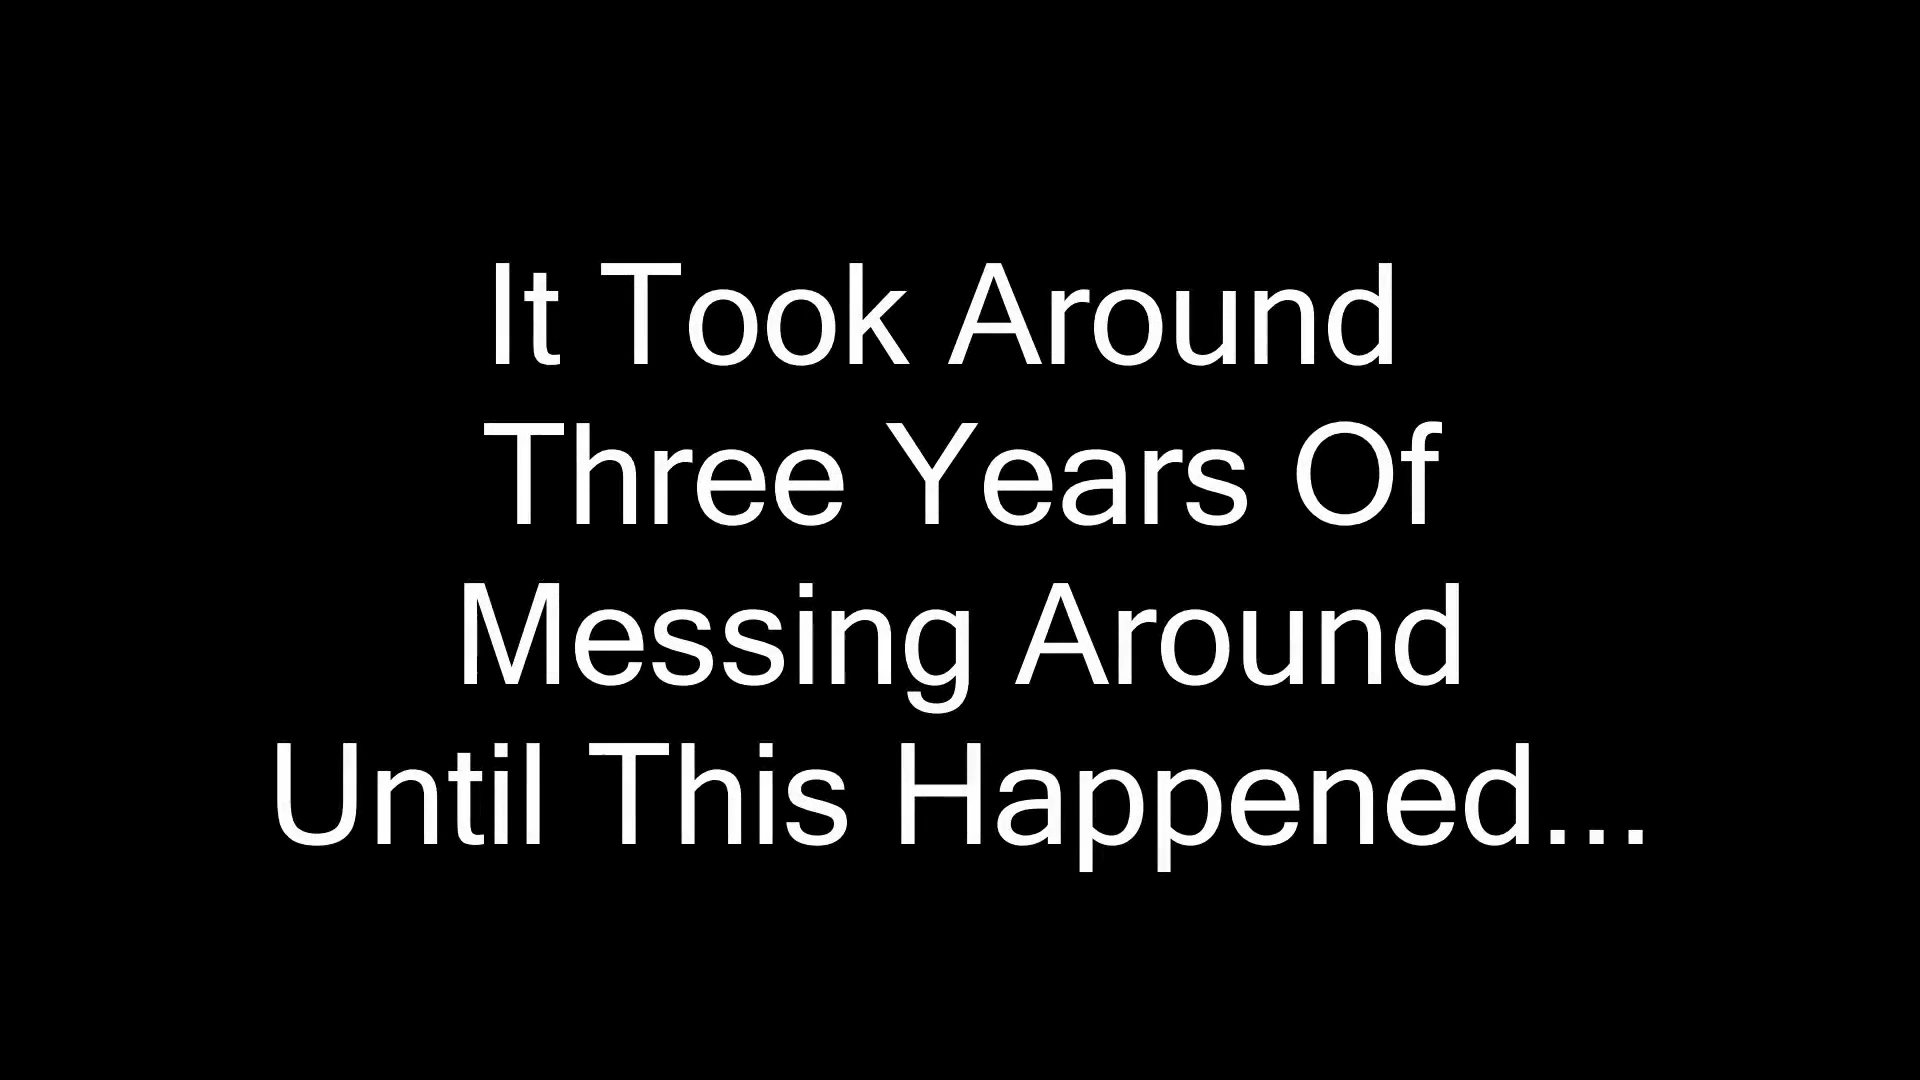 It Took Around
Three Years Of
Messing Around
Until This Happened...